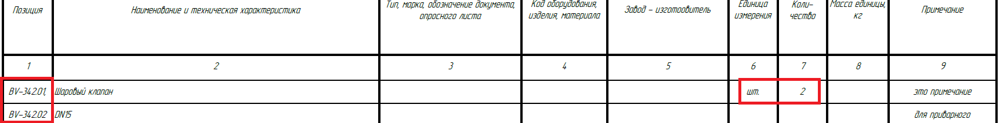 Позиция
Наименование и техническая характеристика
Тип, марка, обозначение документа,
опросного листа
Код оборудования,
изделия, материала
Завод - изготоовитель
Единица
измерения
Коли-
чество
Масса единицы,
кг
Примечание
1 2 3 4 5 6 7 8 9
BV-342.01, Шаровый клапан шт. 2 это примечание
BV-342.02 DN15 для приварного